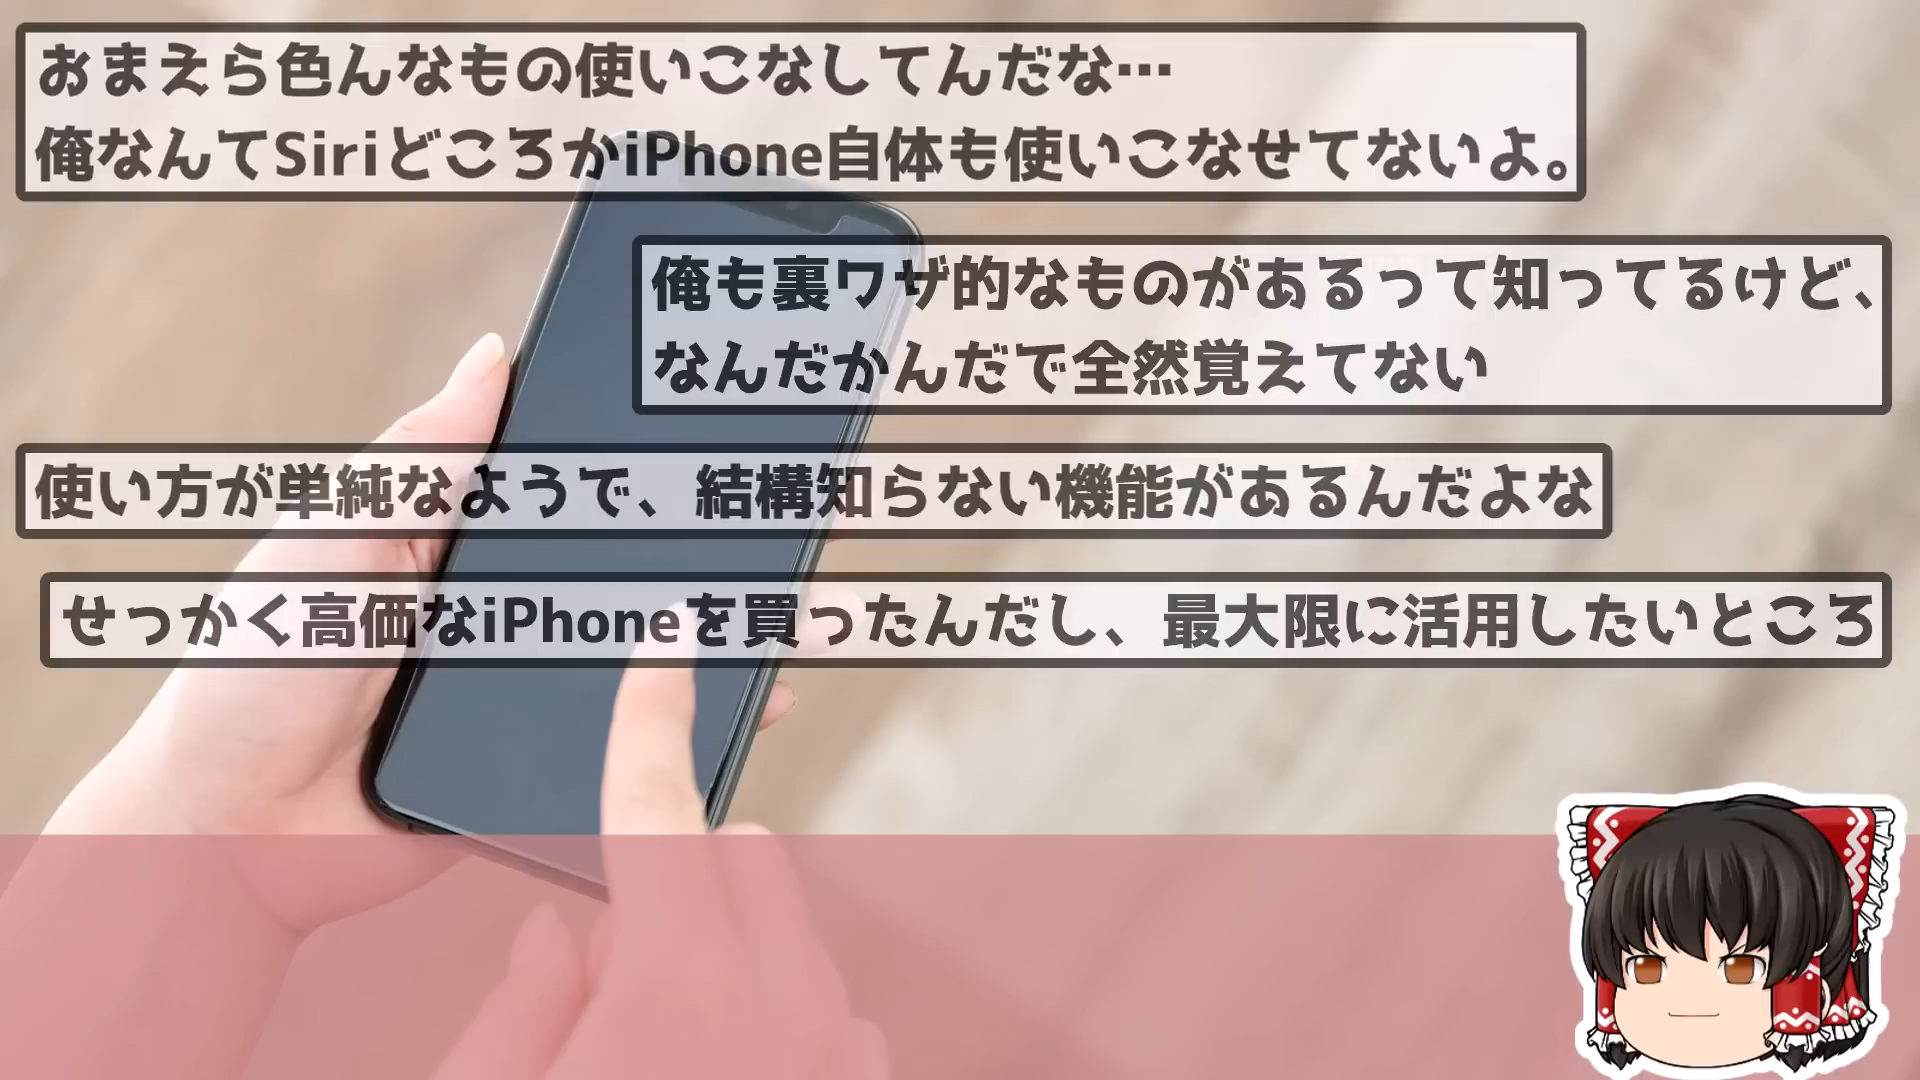 おまえら色んなもの使いこなしてんだな…
俺なんてSiriどころかiPhone自体も使いこなせてないよ。
俺も裏ワザ的なものがあるって知ってるけど、
なんだかんだで全然覚えてない
使い方が単純なようで、結構知らない機能があるんだよな
せっかく高価なiPhoneを買ったんだし、最大限に活用したいところ